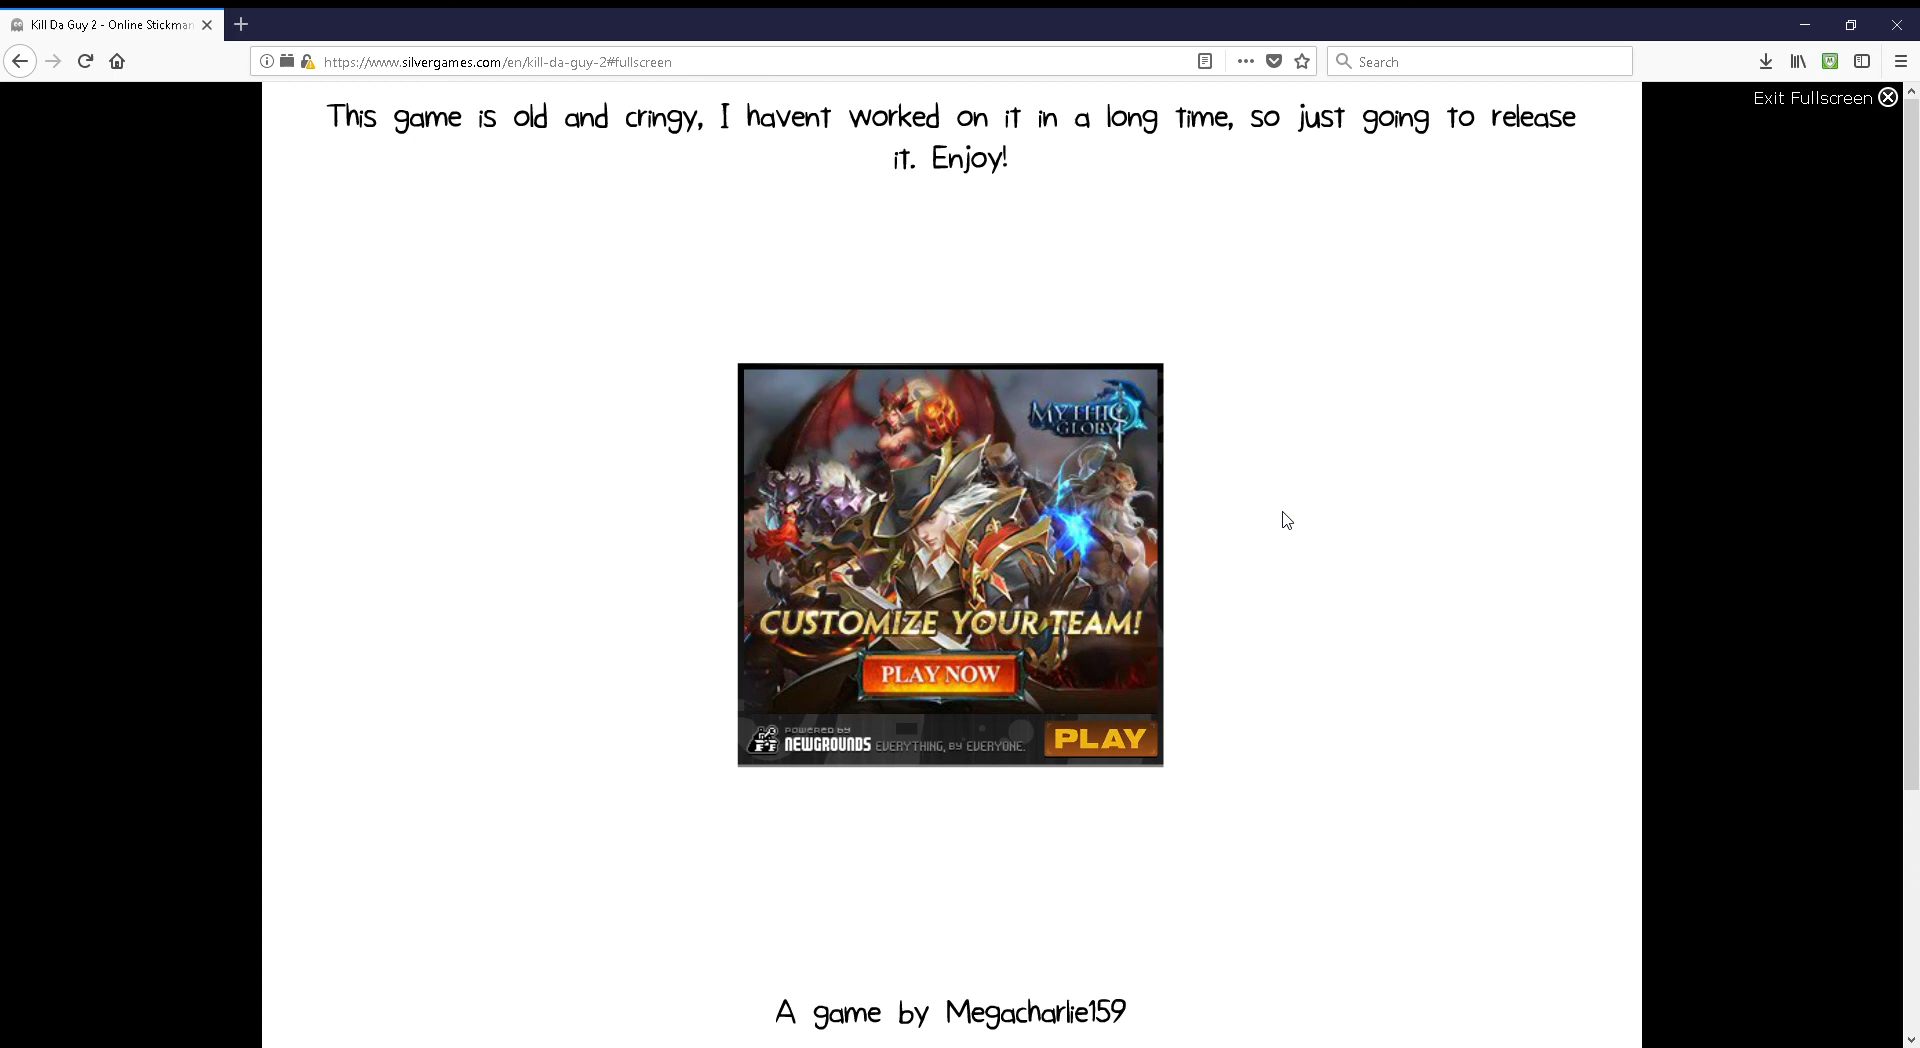 Kill Da Guy 2 - Online Stickman
https://www.silvergames.com/en/kill-da-guy-2#fullscreen
Search
Exit Fullscreen
This game is old and cringy, I havent worked on it in a long time, so just going to release
it. Enjoy!
MYTHIC
GLORY
CUSTOMIZE YOUR TEAM!
PLAY NOW
POWERED BY
NEWGROUNDS EVERYTHING, BY EVERYONE.
PLAY
A game by Megacharlie159